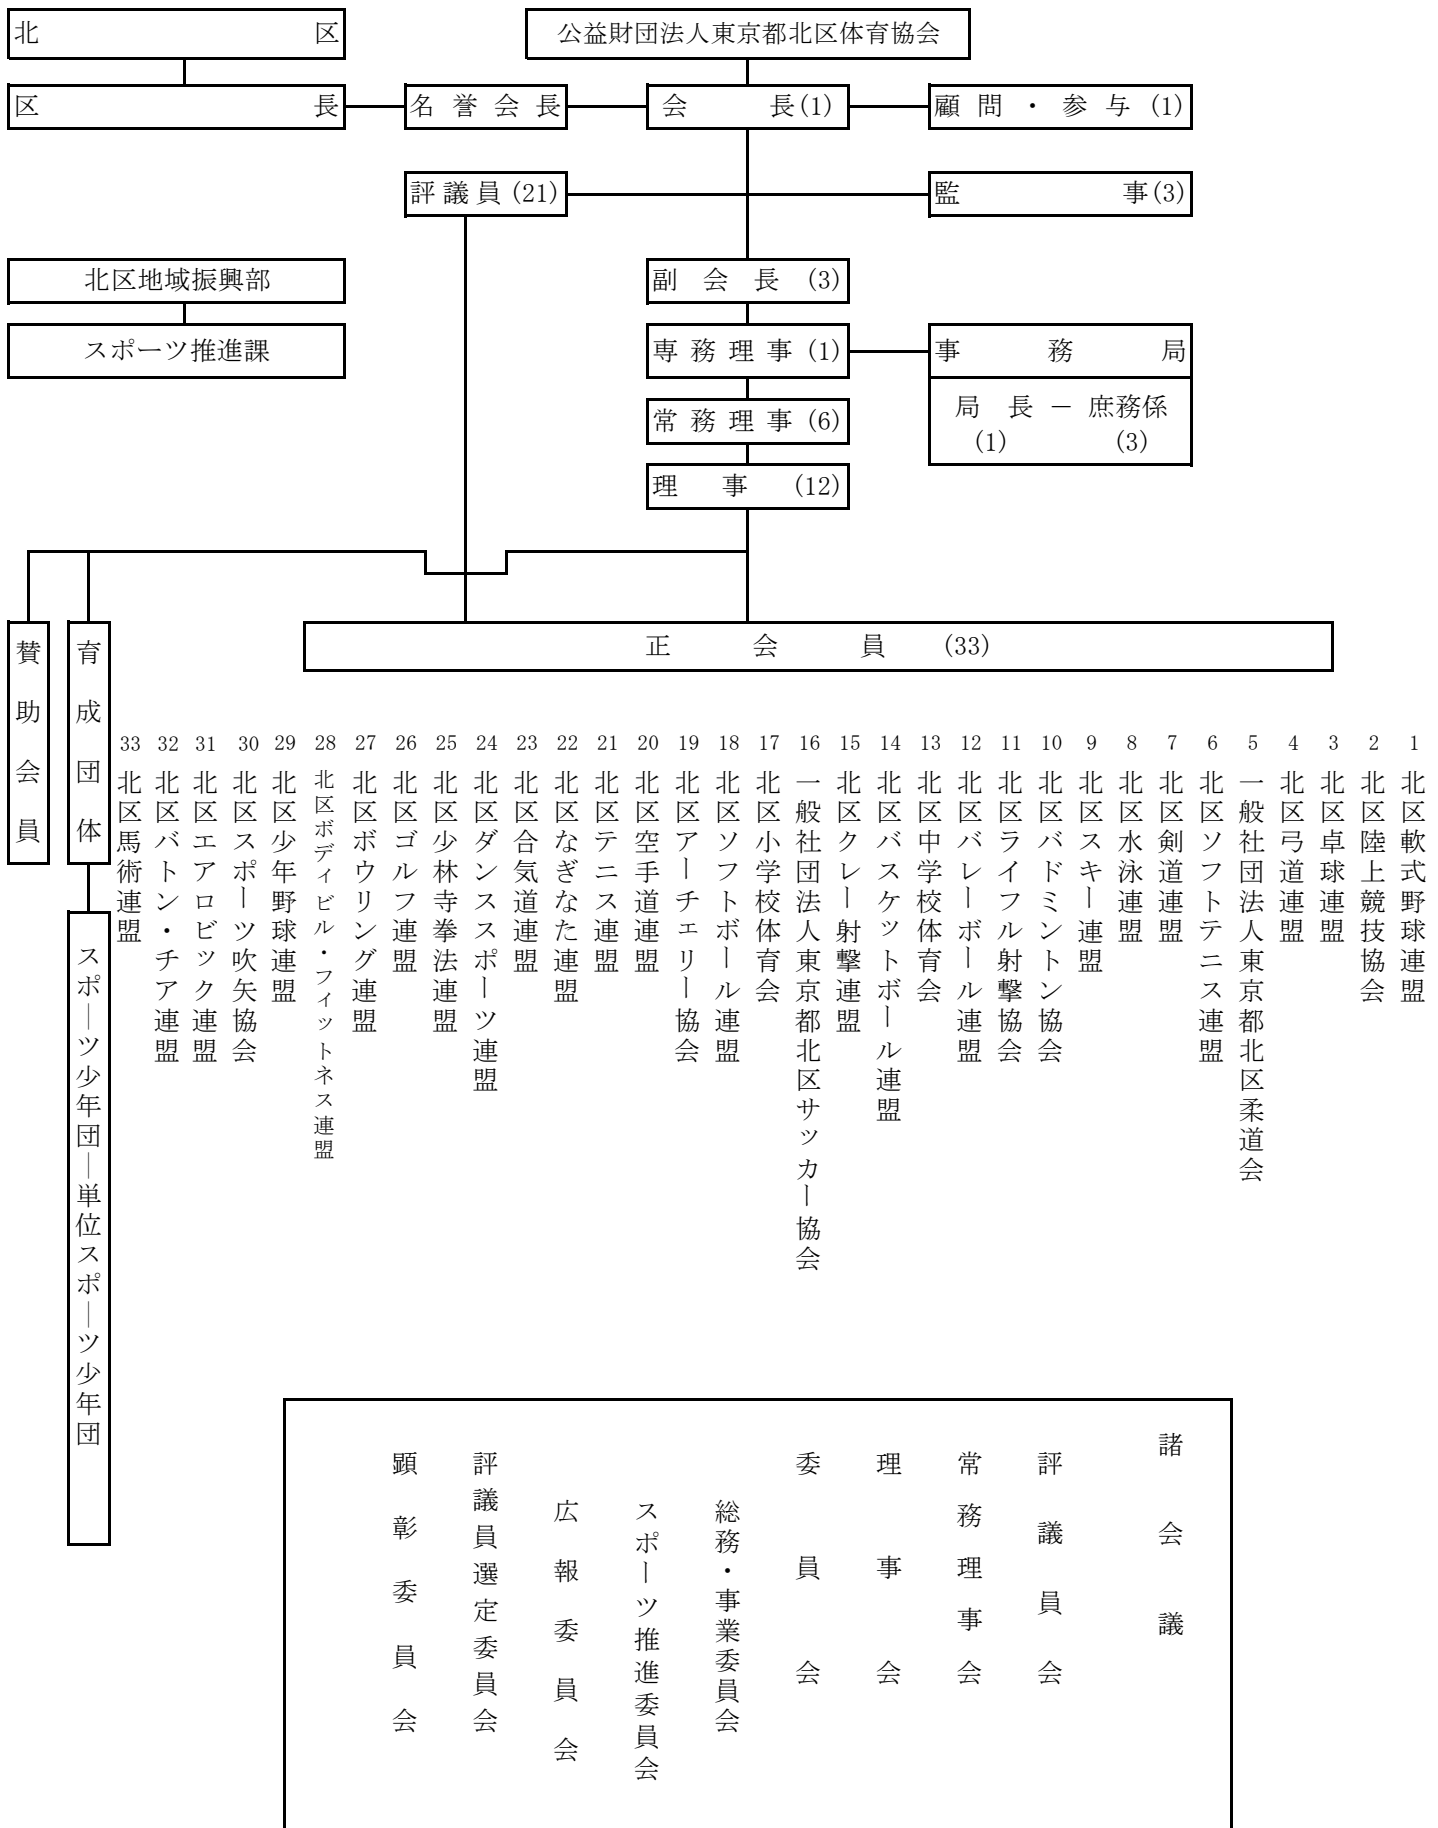 北区
公益財団法人東京都北区体育協会
区長
名誉会長
会長(1)
顧問・参与(1)
評議員(21)
監事(3)
北区地域振興部
副会長(3)
スポーツ推進課
専務理事(1)
事務局
局長－庶務係
(1) (3)
常務理事(6)
理事(12)
正会員(33)
1 北区軟式野球連盟
2 北区陸上競技協会
3 北区卓球連盟
4 北区弓道連盟
5 一般社団法人東京都北区柔道会
6 北区ソフトテニス連盟
7 北区剣道連盟
8 北区水泳連盟
9 北区スキー連盟
10 北区バドミントン協会
11 北区ライフル射撃協会
12 北区バレーボール連盟
13 北区中学校体育会
14 北区バスケットボール連盟
15 北区クレー射撃連盟
16 一般社団法人東京都北区サッカー協会
17 北区小学校体育会
18 北区ソフトボール連盟
19 北区アーチェリー協会
20 北区空手道連盟
21 北区テニス連盟
22 北区なぎなた連盟
23 北区合気道連盟
24 北区ダンススポーツ連盟
25 北区少林寺拳法連盟
26 北区ゴルフ連盟
27 北区ボウリング連盟
28 北区ボディビル・フィットネス連盟
29 北区少年野球連盟
30 北区スポーツ吹矢協会
31 北区エアロビック連盟
32 北区バトン・チア連盟
33 北区馬術連盟
育成団体
賛助会員
スポーツ少年団―単位スポーツ少年団
諸会議
評議員会
常務理事会
理事会
委員会
総務・事業委員会
スポーツ推進委員会
広報委員会
評議員選定委員会
顕彰委員会